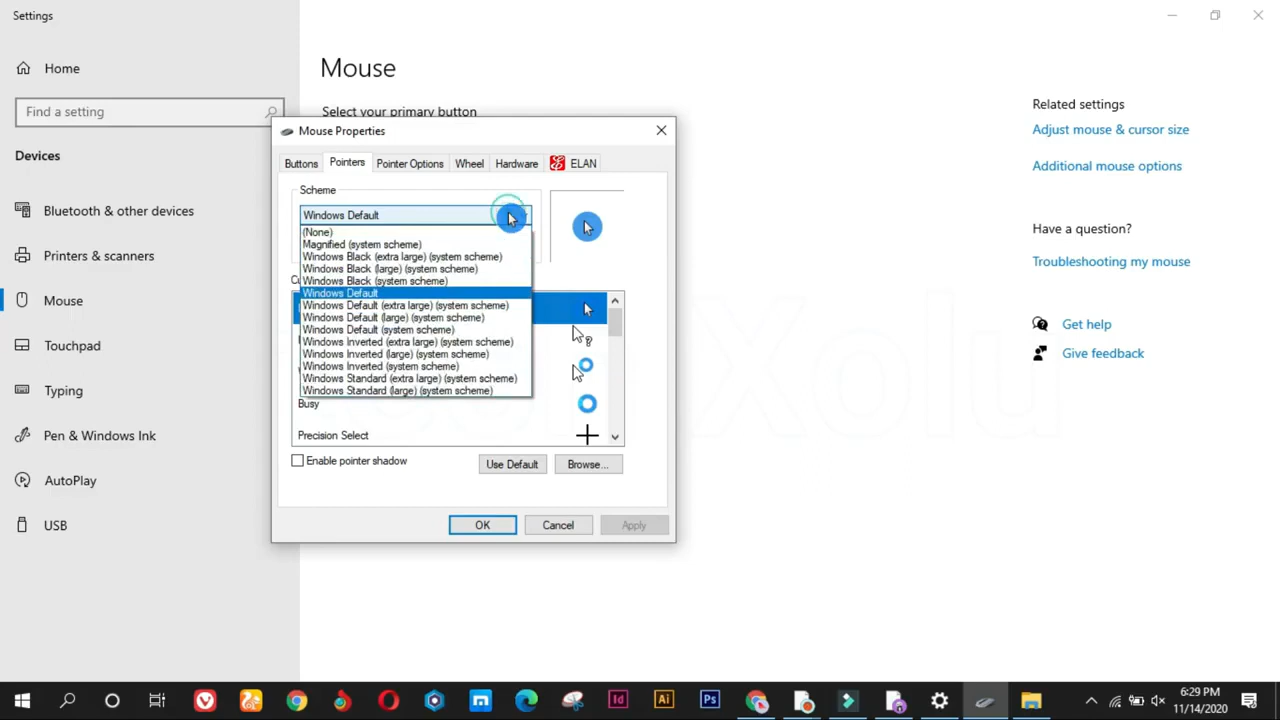 Settings
Home
Find a setting
Devices
Bluetooth & other devices
Printers & scanners
Mouse
Touchpad
Typing
Pen & Windows Ink
AutoPlay
USB
Mouse
Select your primary button
Mouse Properties
Buttons
Pointers
Pointer Options
Wheel
Hardware
ELAN
Scheme
Windows Default
(None)
Magnified (system scheme)
Windows Black (extra large) (system scheme)
Windows Black (large) (system scheme)
Windows Black (system scheme)
Windows Default
Windows Default (extra large) (system scheme)
Windows Default (large) (system scheme)
Windows Default (system scheme)
Windows Inverted (extra large) (system scheme)
Windows Inverted (large) (system scheme)
Windows Inverted (system scheme)
Windows Standard (extra large) (system scheme)
Windows Standard (large) (system scheme)
Busy
Precision Select
Enable pointer shadow
Use Default
Browse...
OK
Cancel
Apply
Related settings
Adjust mouse & cursor size
Additional mouse options
Have a question?
Troubleshooting my mouse
Get help
Give feedback
Id
Ai
Ps
6:29 PM
11/14/2020